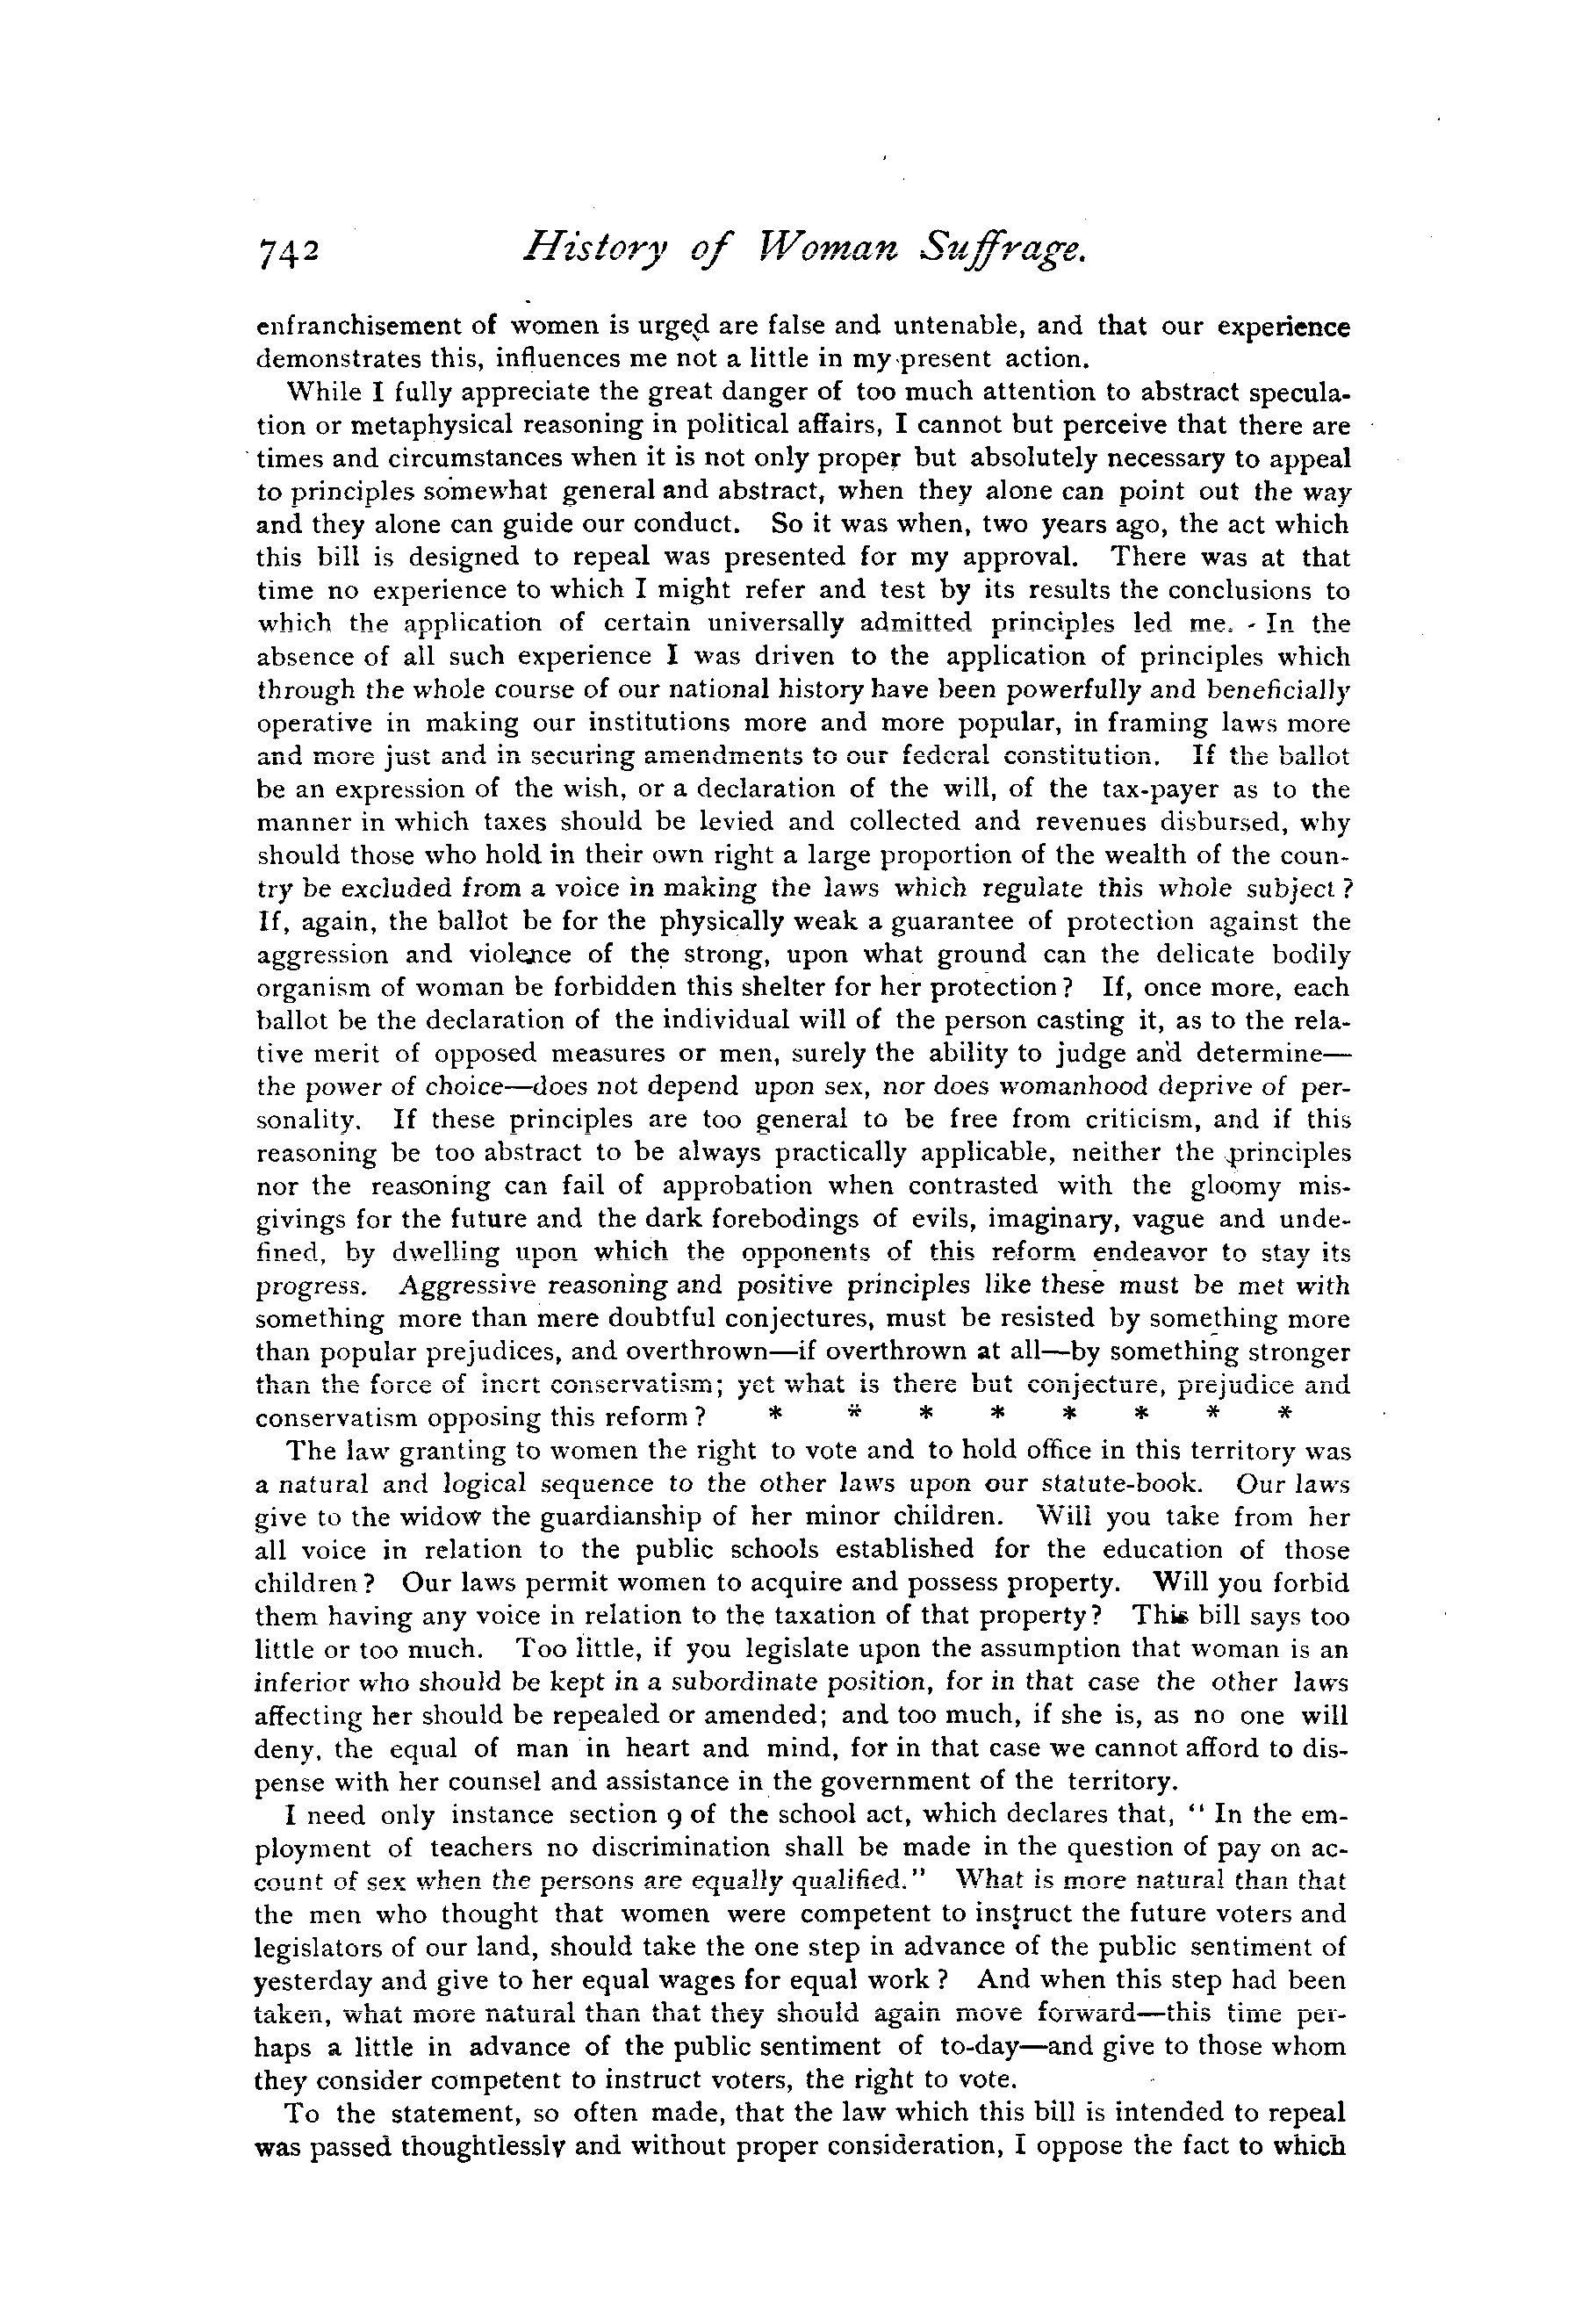 742 History of Woman Suffrage.
enfranchisement of women is urged are false and untenable, and that our experience
demonstrates this, influences me not a little in my present action.
While I fully appreciate the great danger of too much attention to abstract specula-
tion or metaphysical reasoning in political affairs, I cannot but perceive that there are
times and circumstances when it is not only proper but absolutely necessary to appeal
to principles somewhat general and abstract, when they alone can point out the way
and they alone can guide our conduct. So it was when, two years ago, the act which
this bill is designed to repeal was presented for my approval. There was at that
time no experience to which I might refer and test by its results the conclusions to
which the application of certain universally admitted principles led me. - In the
absence of all such experience I was driven to the application of principles which
through the whole course of our national history have been powerfully and beneficially
operative in making our institutions more and more popular, in framing laws more
and more just and in securing amendments to our federal constitution. If the ballot
be an expression of the wish, or a declaration of the will, of the tax-payer as to the
manner in which taxes should be levied and collected and revenues disbursed, why
should those who hold in their own right a large proportion of the wealth of the coun-
try be excluded from a voice in making the laws which regulate this whole subject ?
If, again, the ballot be for the physically weak a guarantee of protection against the
aggression and violence of the strong, upon what ground can the delicate bodily
organism of woman be forbidden this shelter for her protection ? If, once more, each
ballot be the declaration of the individual will of the person casting it, as to the rela-
tive merit of opposed measures or men, surely the ability to judge and determine—
the power of choice—does not depend upon sex, nor does womanhood deprive of per-
sonality. If these principles are too general to be free from criticism, and if this
reasoning be too abstract to be always practically applicable, neither the principles
nor the reasoning can fail of approbation when contrasted with the gloomy mis-
givings for the future and the dark forebodings of evils, imaginary, vague and unde-
fined, by dwelling upon which the opponents of this reform endeavor to stay its
progress. Aggressive reasoning and positive principles like these must be met with
something more than mere doubtful conjectures, must be resisted by something more
than popular prejudices, and overthrown—if overthrown at all—by something stronger
than the force of inert conservatism; yet what is there but conjecture, prejudice and
conservatism opposing this reform ? * * * * * * * *
The law granting to women the right to vote and to hold office in this territory was
a natural and logical sequence to the other laws upon our statute-book. Our laws
give to the widow the guardianship of her minor children. Will you take from her
all voice in relation to the public schools established for the education of those
children ? Our laws permit women to acquire and possess property. Will you forbid
them having any voice in relation to the taxation of that property ? This bill says too
little or too much. Too little, if you legislate upon the assumption that woman is an
inferior who should be kept in a subordinate position, for in that case the other laws
affecting her should be repealed or amended; and too much, if she is, as no one will
deny, the equal of man in heart and mind, for in that case we cannot afford to dis-
pense with her counsel and assistance in the government of the territory.
I need only instance section 9 of the school act, which declares that, " In the em-
ployment of teachers no discrimination shall be made in the question of pay on ac-
count of sex when the persons are equally qualified." What is more natural than that
the men who thought that women were competent to instruct the future voters and
legislators of our land, should take the one step in advance of the public sentiment of
yesterday and give to her equal wages for equal work ? And when this step had been
taken, what more natural than that they should again move forward—this time per-
haps a little in advance of the public sentiment of to-day—and give to those whom
they consider competent to instruct voters, the right to vote.
To the statement, so often made, that the law which this bill is intended to repeal
was passed thoughtlessly and without proper consideration, I oppose the fact to which